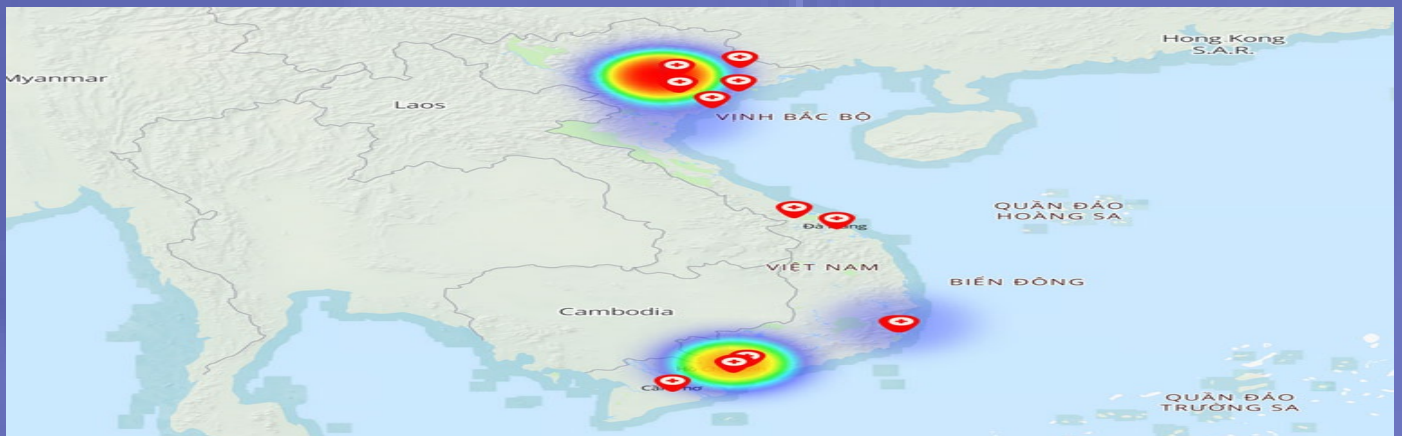 Hong Kong
S.A.R.
Myanmar
Laos
VỊNH BẮC BỘ
QUẦN ĐẢO
HOÀNG SA
VIỆT NAM
BIỂN ĐÔNG
Cambodia
QUẦN ĐẢO
TRƯỜNG SA